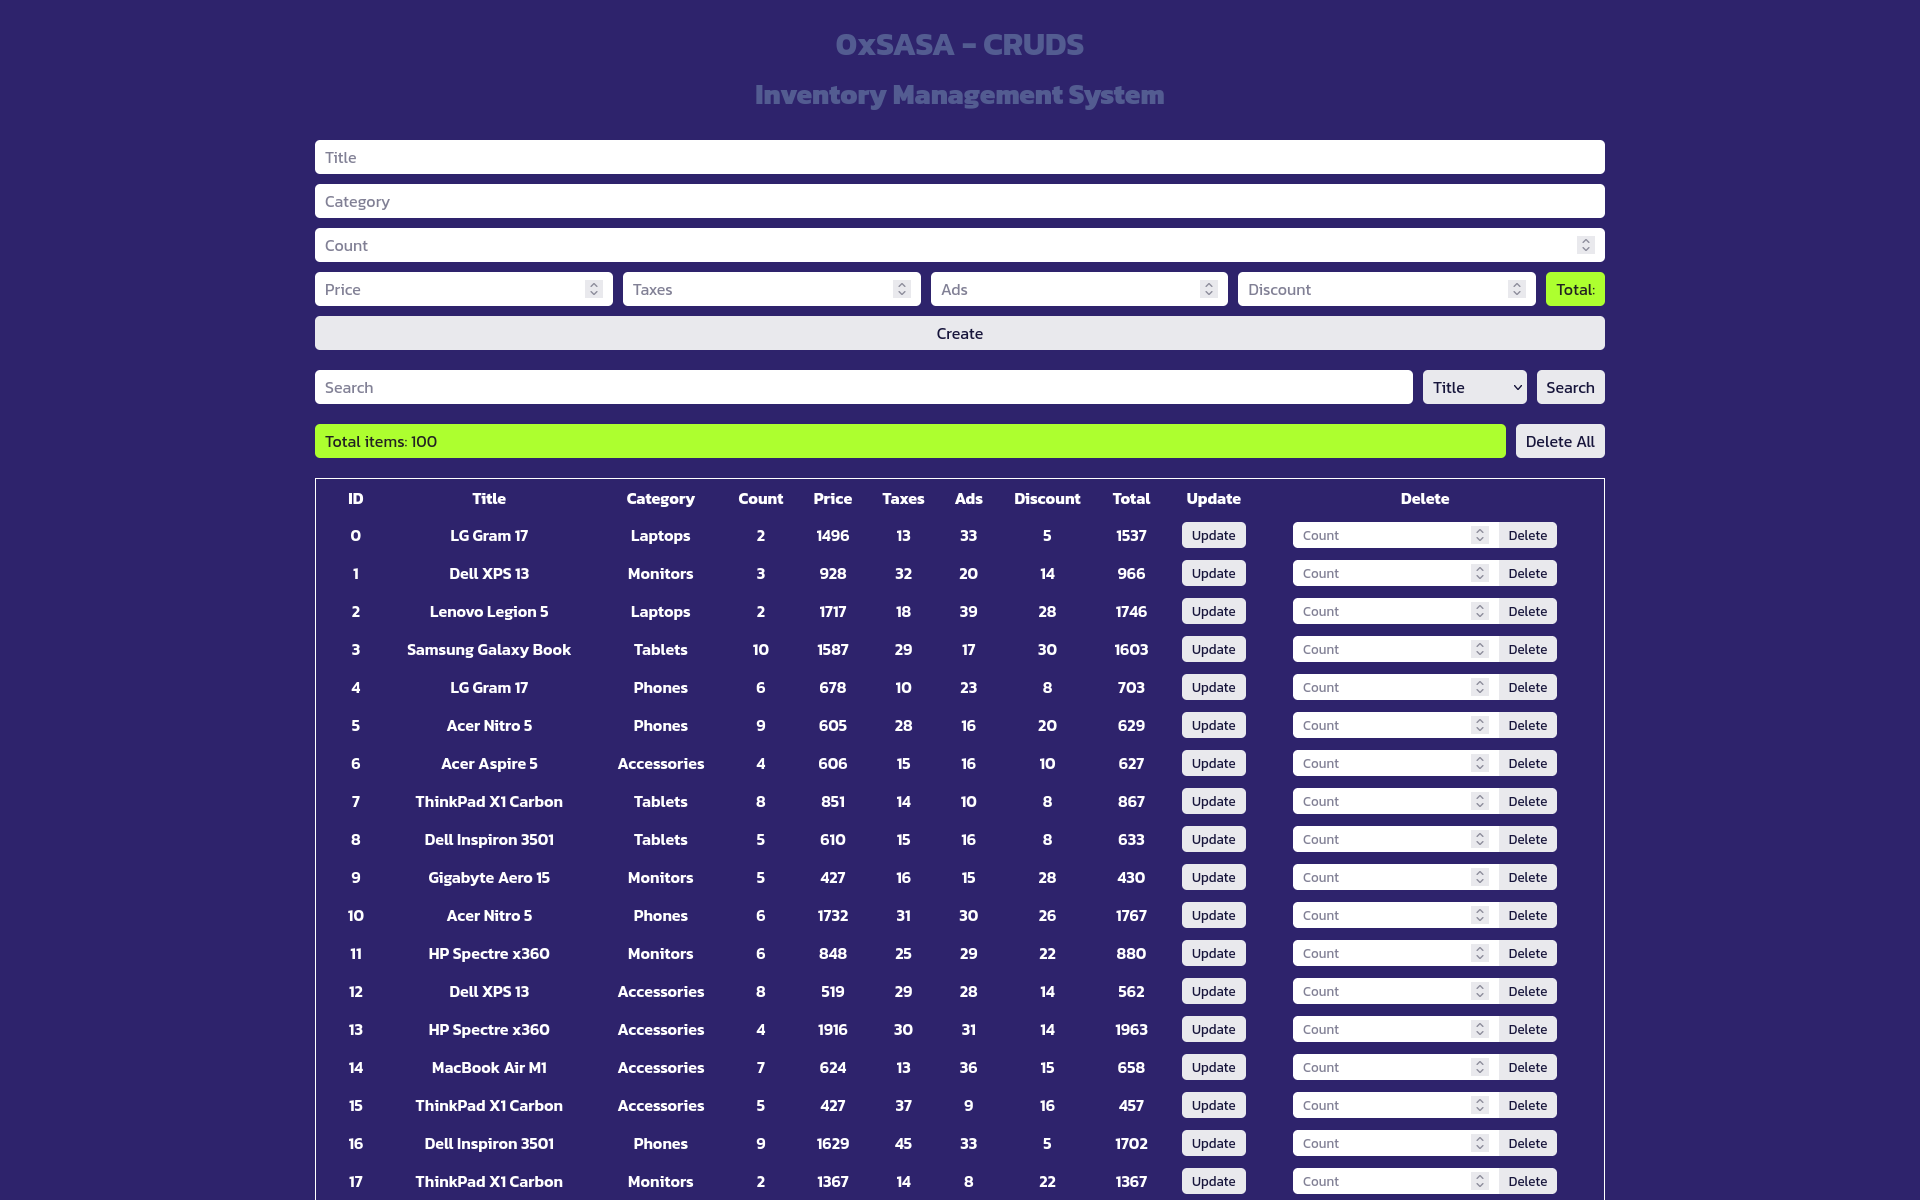 0xSASA - CRUDS
Inventory Management System
Title
Category
Count
Price Taxes Ads Discount Total:
Create
Search Title Search
Total items: 100 Delete All
ID Title Category Count Price Taxes Ads Discount Total Update Delete
0 LG Gram 17 Laptops 2 1496 13 33 5 1537 Update Count Delete
1 Dell XPS 13 Monitors 3 928 32 20 14 966 Update Count Delete
2 Lenovo Legion 5 Laptops 2 1717 18 39 28 1746 Update Count Delete
3 Samsung Galaxy Book Tablets 10 1587 29 17 30 1603 Update Count Delete
4 LG Gram 17 Phones 6 678 10 23 8 703 Update Count Delete
5 Acer Nitro 5 Phones 9 605 28 16 20 629 Update Count Delete
6 Acer Aspire 5 Accessories 4 606 15 16 10 627 Update Count Delete
7 ThinkPad X1 Carbon Tablets 8 851 14 10 8 867 Update Count Delete
8 Dell Inspiron 3501 Tablets 5 610 15 16 8 633 Update Count Delete
9 Gigabyte Aero 15 Monitors 5 427 16 15 28 430 Update Count Delete
10 Acer Nitro 5 Phones 6 1732 31 30 26 1767 Update Count Delete
11 HP Spectre x360 Monitors 6 848 25 29 22 880 Update Count Delete
12 Dell XPS 13 Accessories 8 519 29 28 14 562 Update Count Delete
13 HP Spectre x360 Accessories 4 1916 30 31 14 1963 Update Count Delete
14 MacBook Air M1 Accessories 7 624 13 36 15 658 Update Count Delete
15 ThinkPad X1 Carbon Accessories 5 427 37 9 16 457 Update Count Delete
16 Dell Inspiron 3501 Phones 9 1629 45 33 5 1702 Update Count Delete
17 ThinkPad X1 Carbon Monitors 2 1367 14 8 22 1367 Update Count Delete